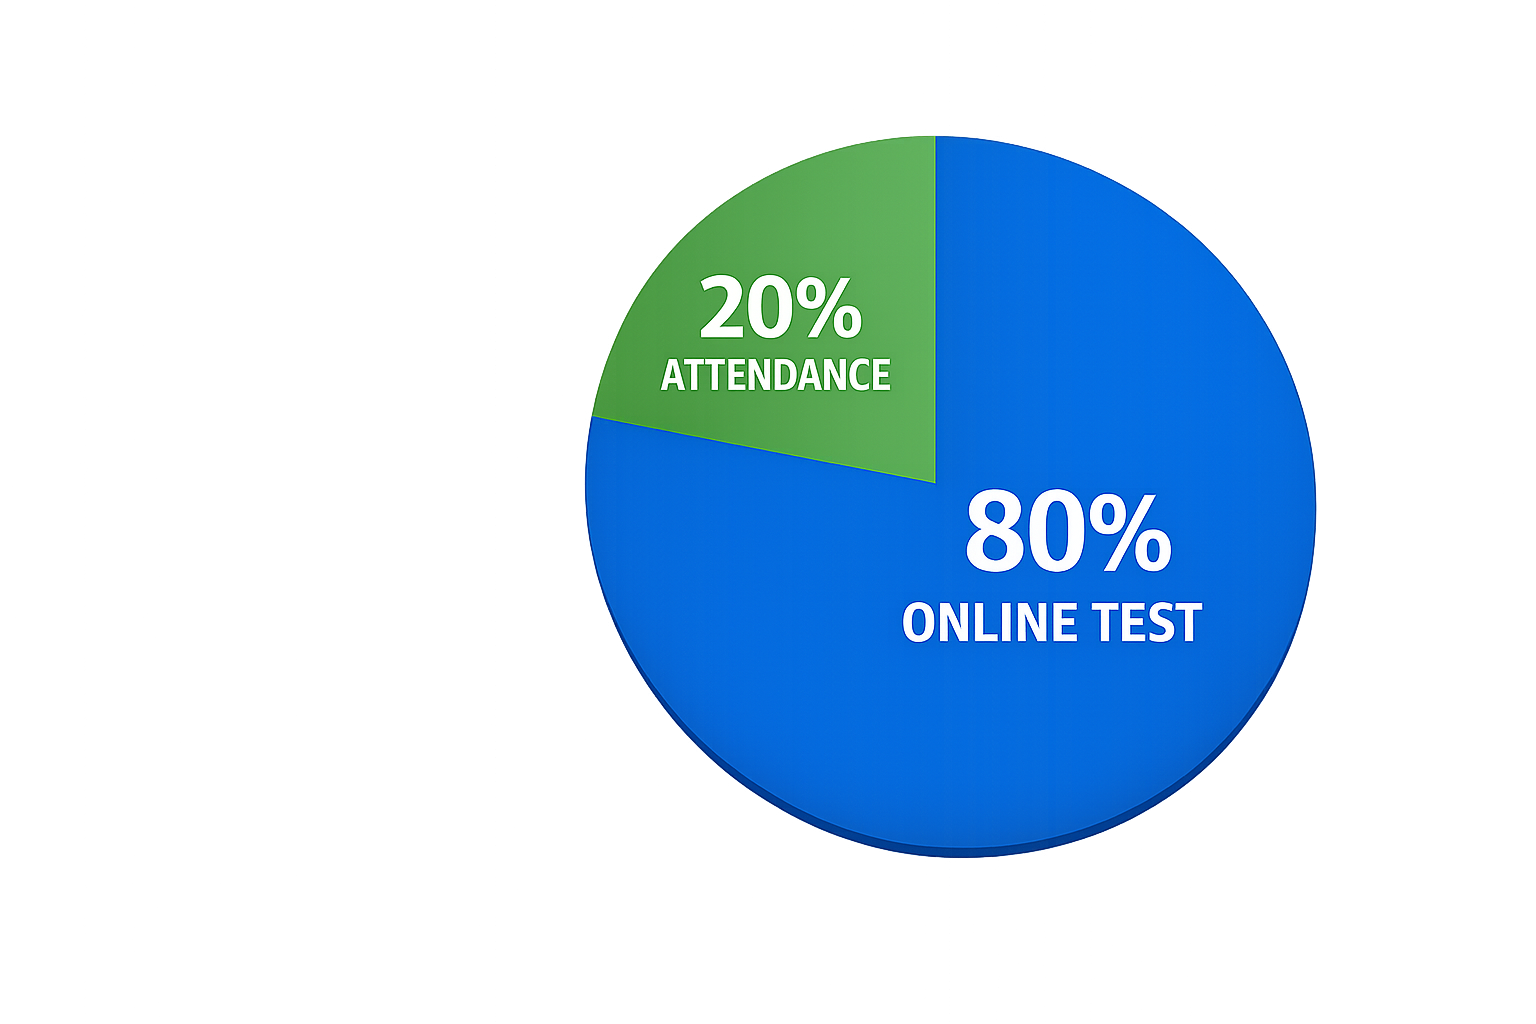 20%
ATTENDANCE
80%
ONLINE TEST